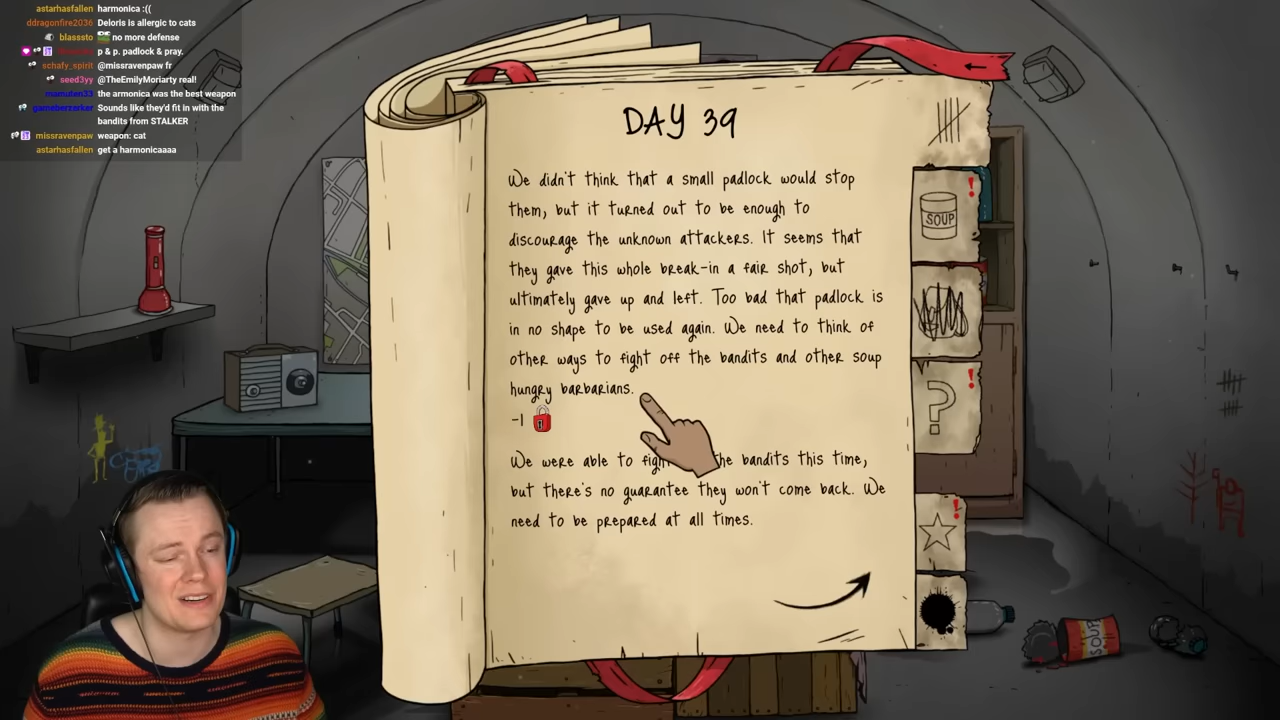 astarhasfallen harmonica :((
ddragonfire2036 Deloris is allergic to cats
blasssto no more defense
p & p. padlock & pray.
schafy_spirit @missravenpaw fr
seed3yy @TheEmilyMoriarty real!
mamuten33 the armonica was the best weapon
gameberzerker Sounds like they'd fit in with the
bandits from STALKER
missravenpaw weapon: cat
astarhasfallen get a harmonicaaaa
DAY 39
We didn't think that a small padlock would stop
them, but it turned out to be enough to
discourage the unknown attackers. It seems that
they gave this whole break-in a fair shot, but
ultimately gave up and left. Too bad that padlock is
in no shape to be used again. We need to think of
other ways to fight off the bandits and other soup
hungry barbarians.
-1
We were able to the bandits this time,
but there's no guarantee they won't come back. We
need to be prepared at all times.
SOUP
!
?
!
!
SOUP